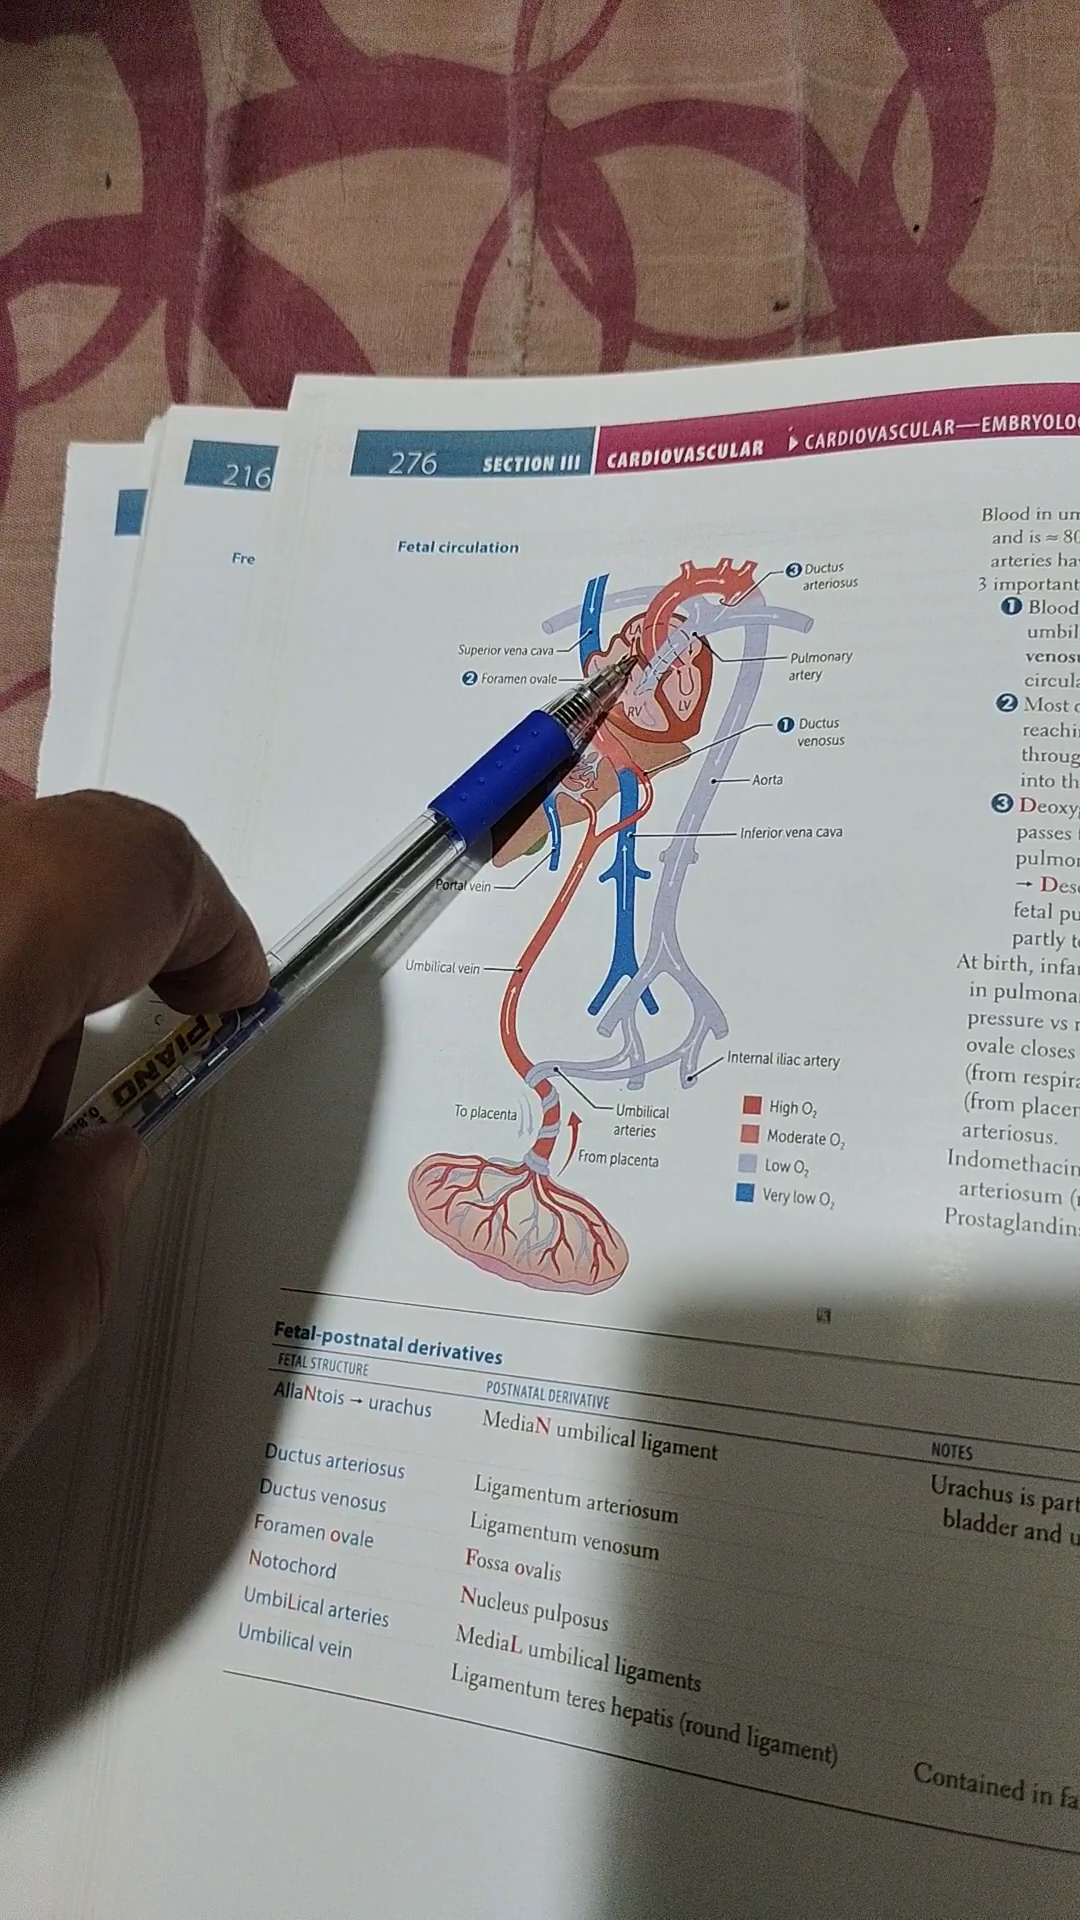 276 SECTION III CARDIOVASCULAR ▶ CARDIOVASCULAR—EMBRYOLO
216
Fre
Fetal circulation
3 Ductus
arteriosus
Superior vena cava
2 Foramen ovale
Pulmonary
artery
LA
RV
LV
1 Ductus
venosus
Aorta
Inferior vena cava
Portal vein
Umbilical vein
Internal iliac artery
To placenta
Umbilical
arteries
From placenta
High O₂
Moderate O₂
Low O₂
Very low O₂
Blood in um
and is ≈ 80
arteries ha
3 important
1 Blood
umbil
venos
circula
2 Most
reachi
throug
into th
3 Deoxy
passes
pulmo
→ Des
fetal pu
partly t
At birth, infa
in pulmona
pressure vs
ovale closes
(from respira
(from placen
arteriosus.
Indomethacin
arteriosum (
Prostaglandin
PIANO
Fetal-postnatal derivatives
FETAL STRUCTURE POSTNATAL DERIVATIVE NOTES
AllaNtois → urachus MediaN umbilical ligament Urachus is part
bladder and u
Ductus arteriosus Ligamentum arteriosum
Ductus venosus Ligamentum venosum
Foramen ovale Fossa ovalis
Notochord Nucleus pulposus
UmbiLical arteries MediaL umbilical ligaments
Umbilical vein Ligamentum teres hepatis (round ligament) Contained in fa